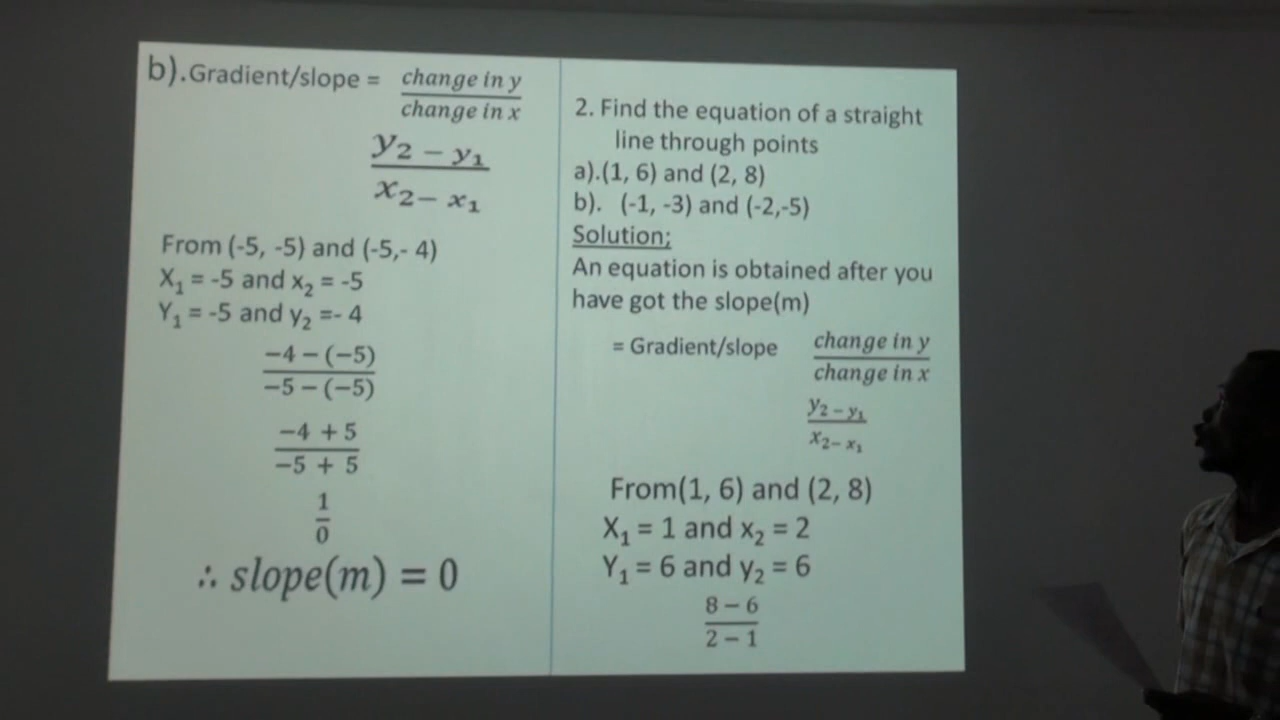 b).Gradient/slope = change in y / change in x
y₂ − y₁ / x₂− x₁
From (-5, -5) and (-5,- 4)
X₁ = -5 and x₂ = -5
Y₁ = -5 and y₂ =- 4
−4 − (−5) / −5 − (−5)
−4 + 5 / −5 + 5
1 / 0
∴ slope(m) = 0
2. Find the equation of a straight
line through points
a).(1, 6) and (2, 8)
b). (-1, -3) and (-2,-5)
Solution;
An equation is obtained after you
have got the slope(m)
= Gradient/slope change in y / change in x
y₂ − y₁ / x₂− x₁
From(1, 6) and (2, 8)
X₁ = 1 and x₂ = 2
Y₁ = 6 and y₂ = 6
8 − 6 / 2 − 1